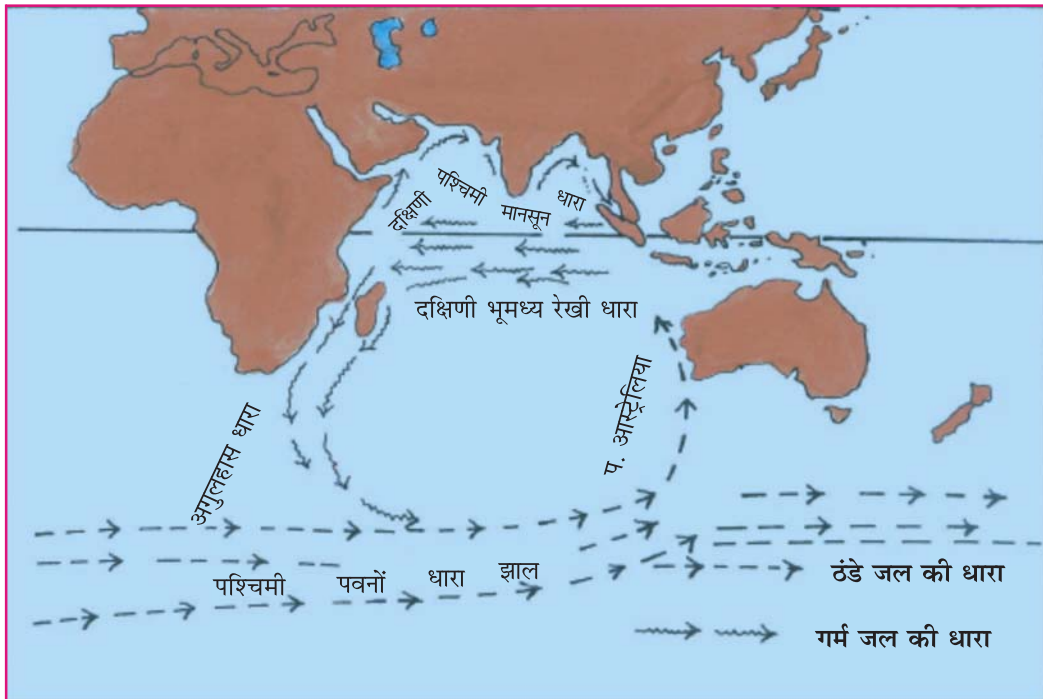 दक्षिणी पश्चिमी मानसून धारा
दक्षिणी भूमध्य रेखी धारा
प. आस्ट्रेलिया
अगुलहास धारा
पश्चिमी पवनों धारा झाल
ठंडे जल की धारा
गर्म जल की धारा